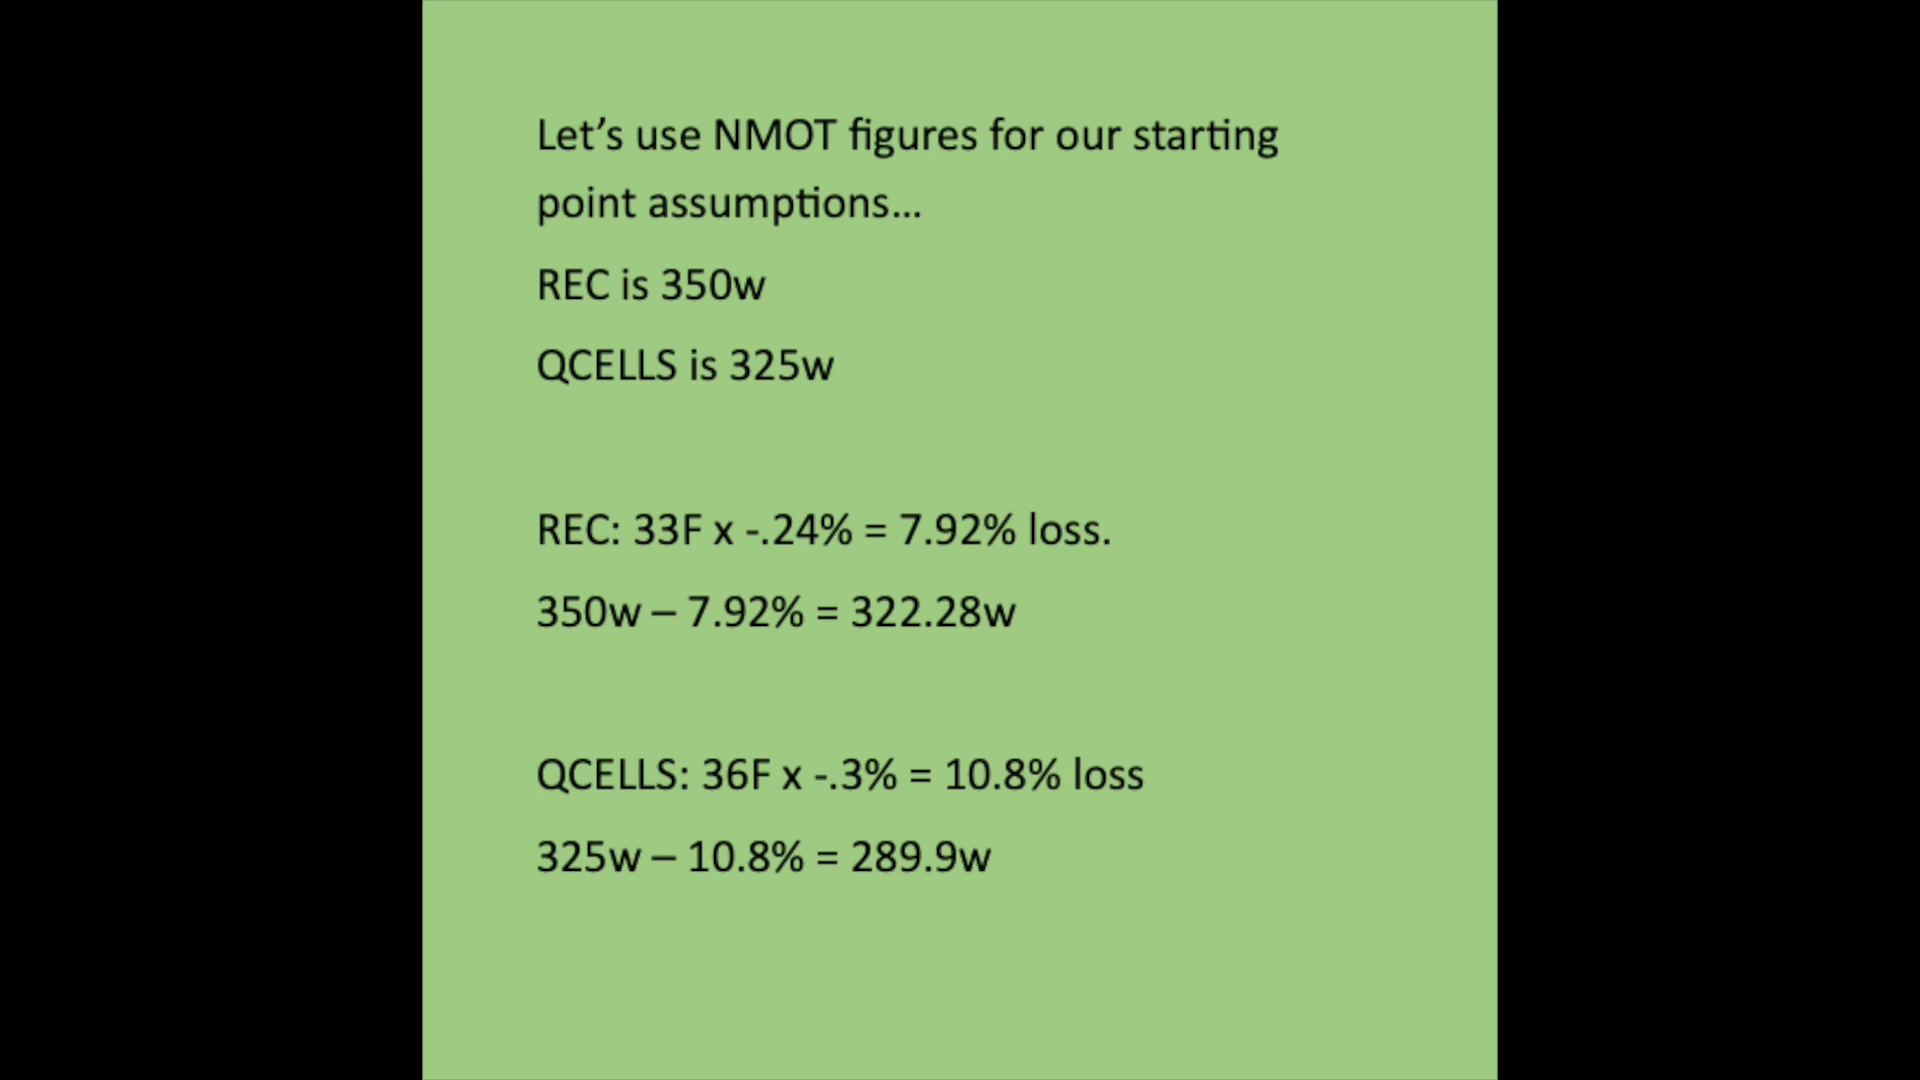 Let’s use NMOT figures for our starting
point assumptions…
REC is 350w
QCELLS is 325w
REC: 33F x -.24% = 7.92% loss.
350w – 7.92% = 322.28w
QCELLS: 36F x -.3% = 10.8% loss
325w – 10.8% = 289.9w